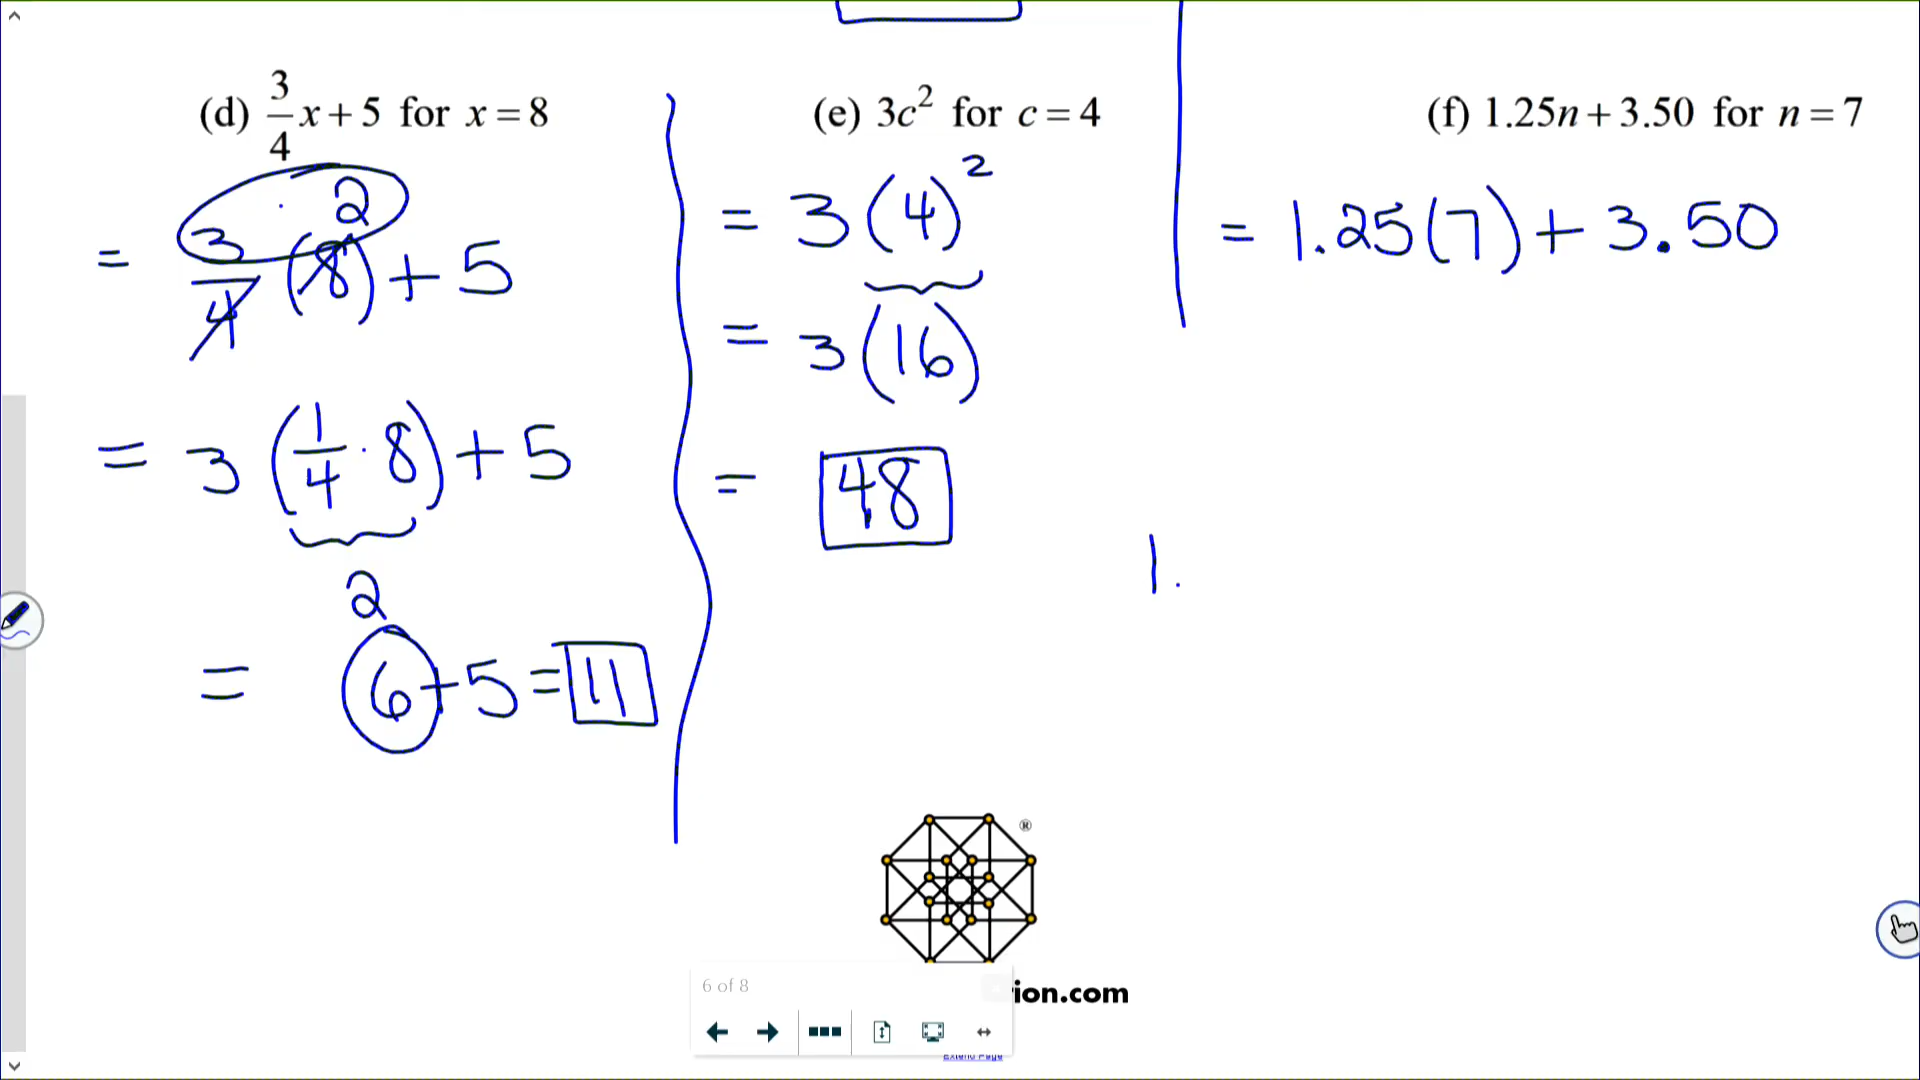 (d) 3/4 x + 5 for x = 8
= 3/4 (8) + 5
2
= 3 (1/4 · 8) + 5
2
= 6 + 5 = 11
(e) 3c² for c = 4
= 3(4)²
= 3(16)
= 48
(f) 1.25n + 3.50 for n = 7
= 1.25(7) + 3.50
1.
®
ion.com
6 of 8
Extend Page